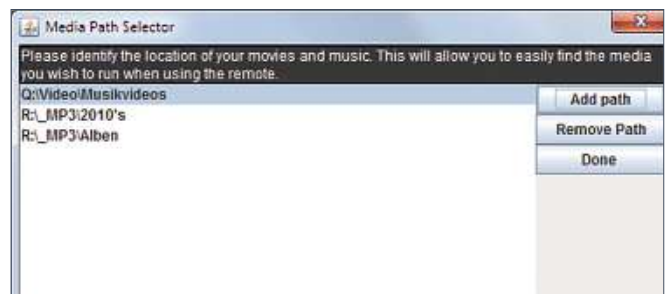 Media Path Selector
Please identify the location of your movies and music. This will allow you to easily find the media
you wish to run when using the remote.
Q:\Video\Musikvideos
R:\_MP3\2010's
R:\_MP3\Alben
Add path
Remove Path
Done